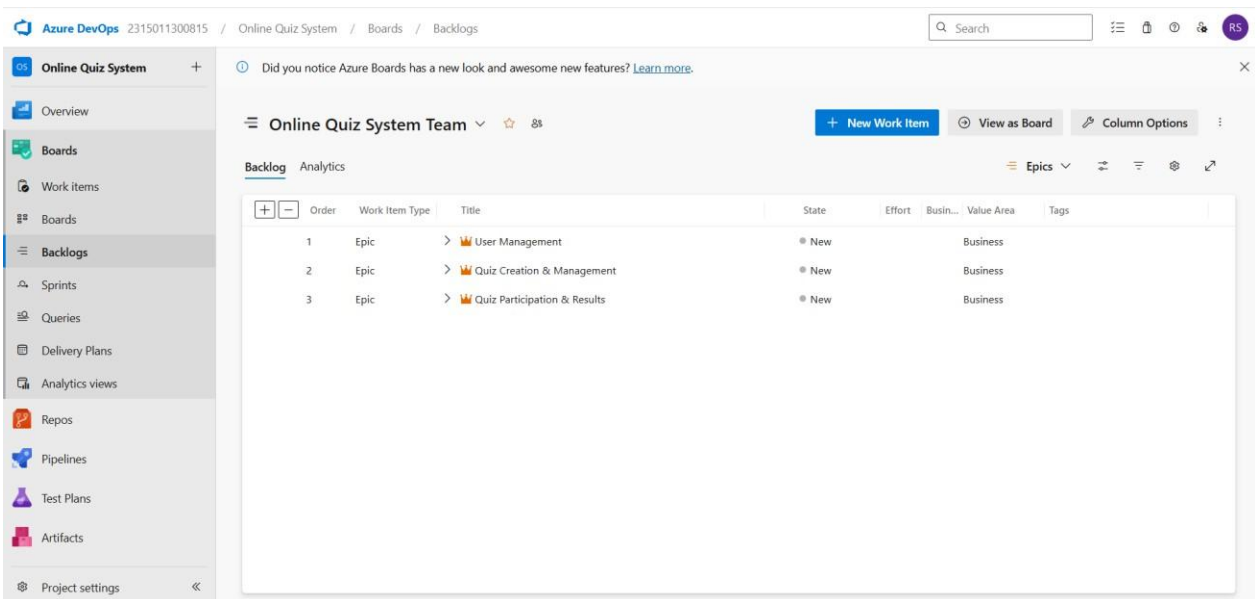 Azure DevOps 2315011300815 / Online Quiz System / Boards / Backlogs
Search
RS
OS Online Quiz System
Did you notice Azure Boards has a new look and awesome new features? Learn more.
Overview
Boards
Work items
Boards
Backlogs
Sprints
Queries
Delivery Plans
Analytics views
Repos
Pipelines
Test Plans
Artifacts
Project settings
Online Quiz System Team
+ New Work Item View as Board Column Options
Backlog Analytics
Epics
Order Work Item Type Title State Effort Busin... Value Area Tags
1 Epic User Management New Business
2 Epic Quiz Creation & Management New Business
3 Epic Quiz Participation & Results New Business